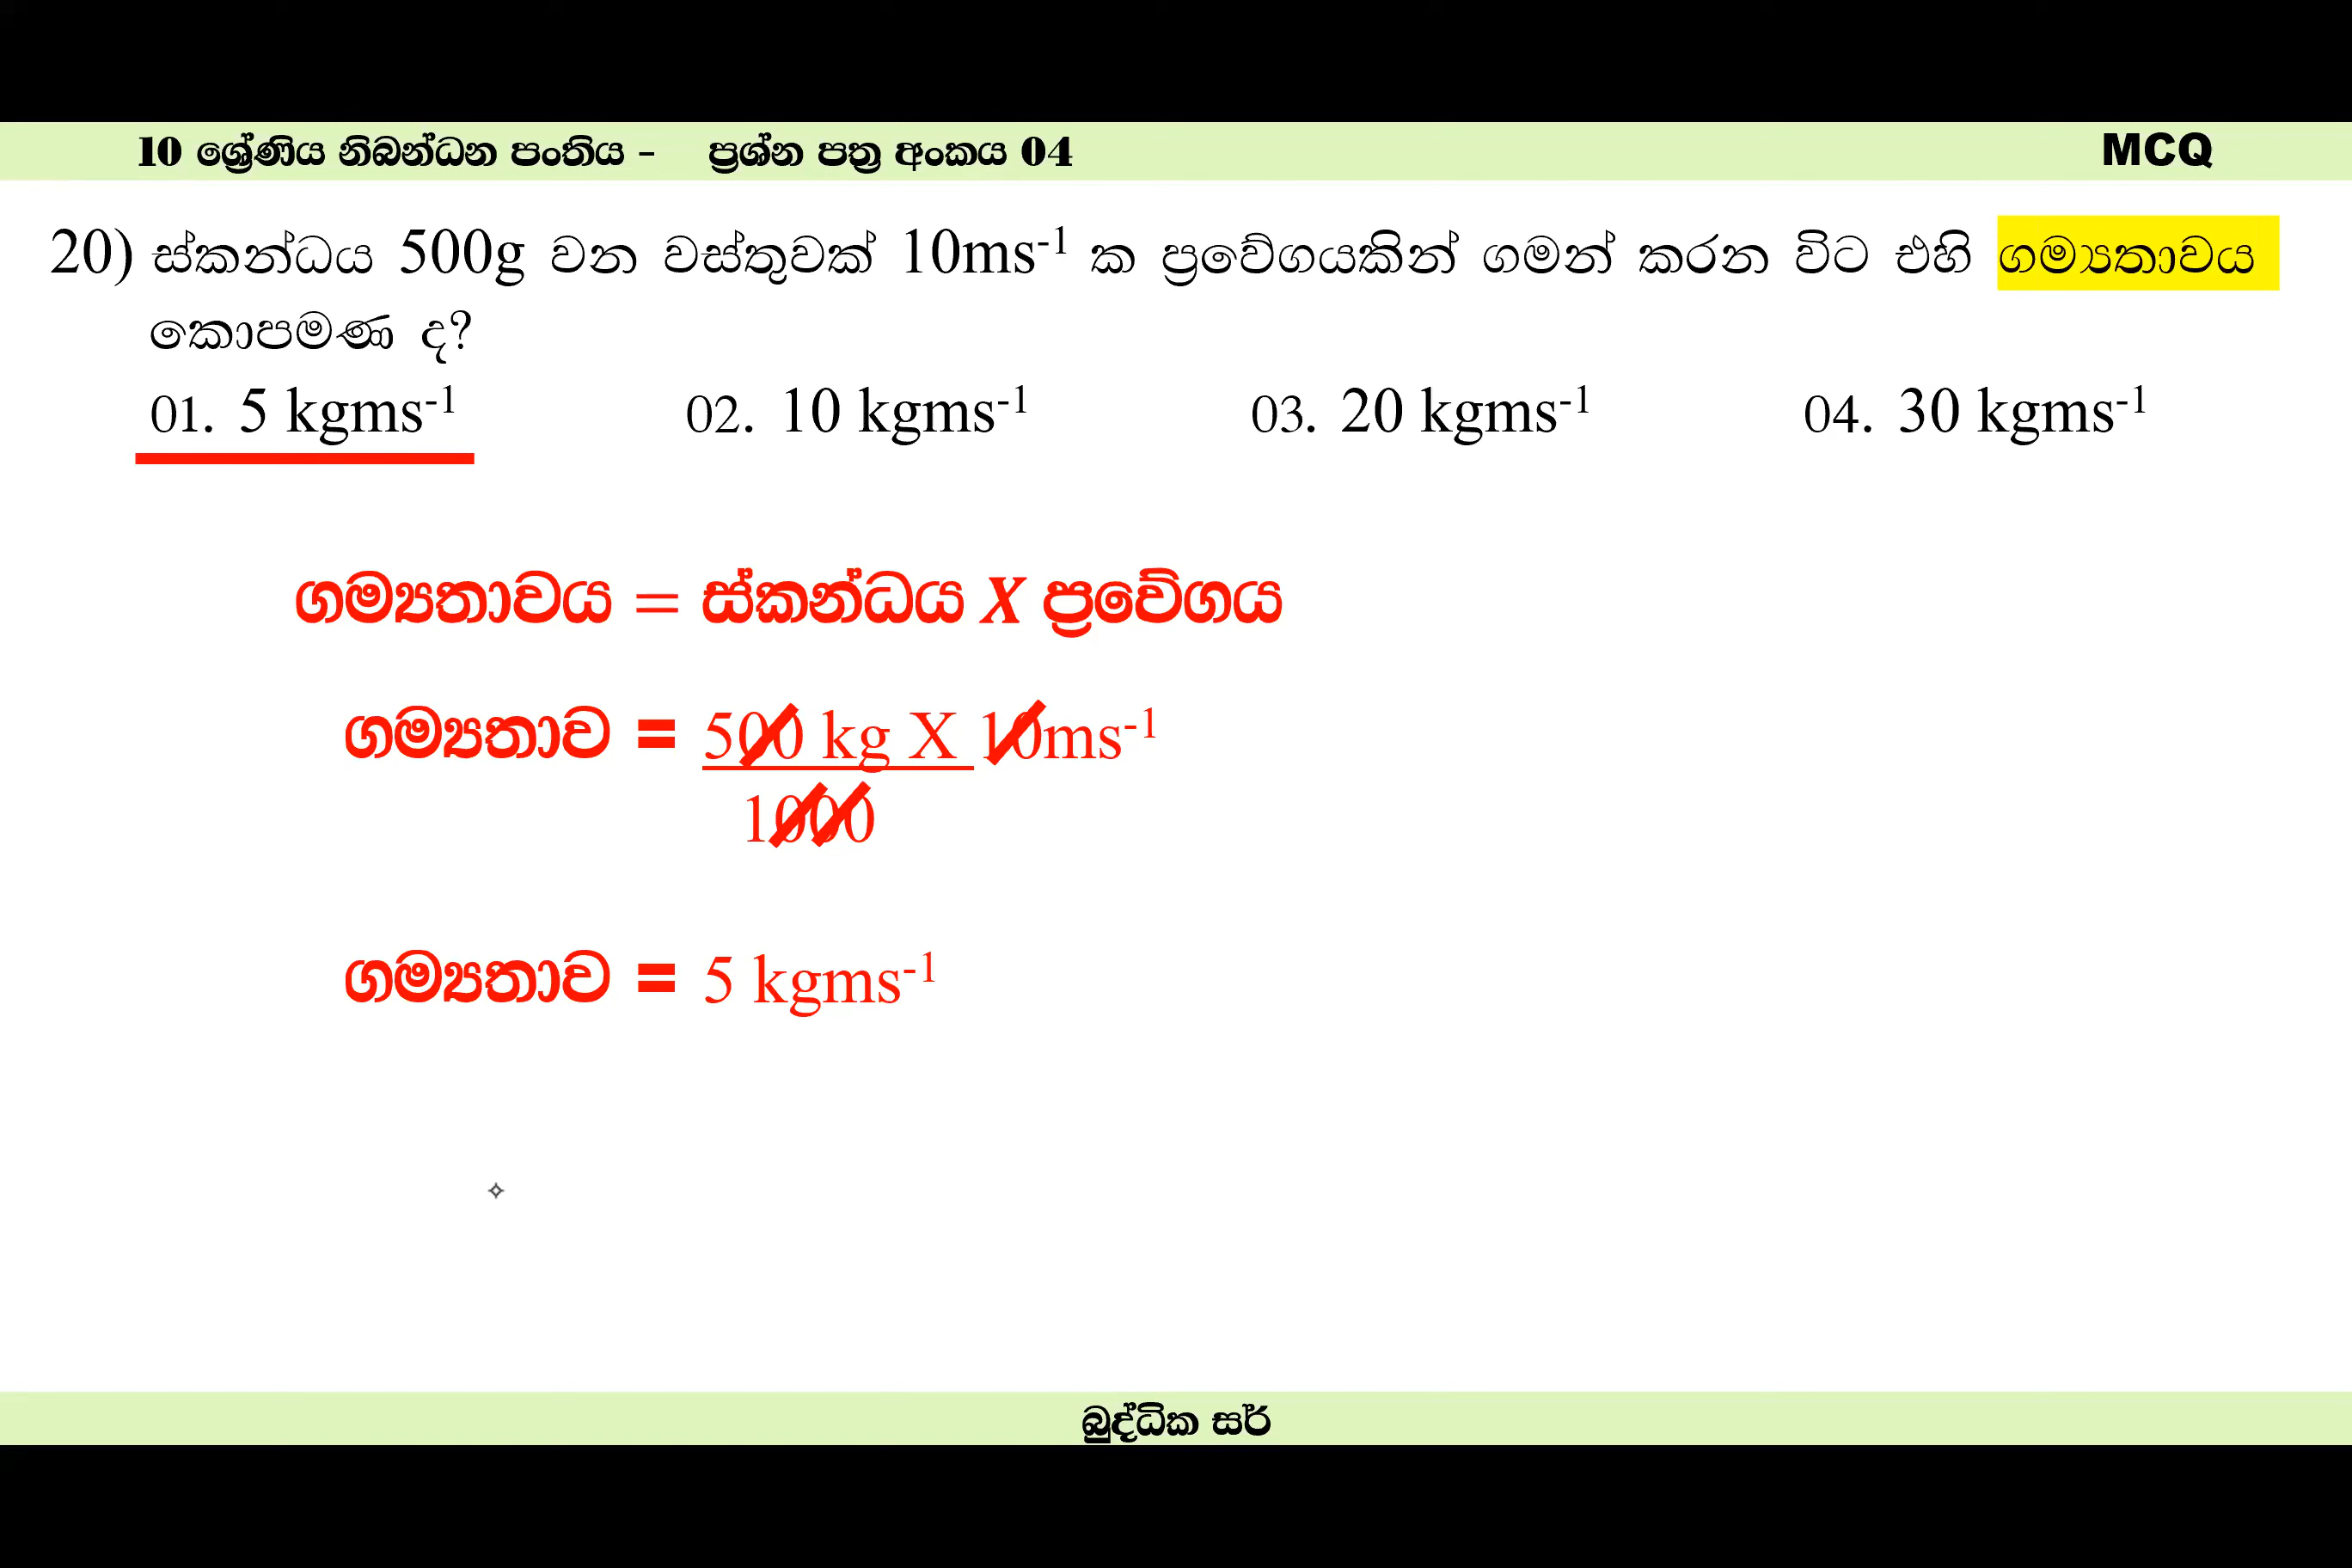 10 ශ්‍රේණිය නිබන්ධන පංතිය - ප්‍රශ්න පත්‍ර අංකය 04 MCQ
20) ස්කන්ධය 500g වන වස්තුවක් 10ms⁻¹ ක ප්‍රවේගයකින් ගමන් කරන විට එහි ගම්‍යතාවය
කොපමණ ද?
01. 5 kgms⁻¹ 02. 10 kgms⁻¹ 03. 20 kgms⁻¹ 04. 30 kgms⁻¹
ගම්‍යතාවය = ස්කන්ධය X ප්‍රවේගය
ගම්‍යතාව = 500 kg X 10ms⁻¹
1000
ගම්‍යතාව = 5 kgms⁻¹
බුද්ධික සර්